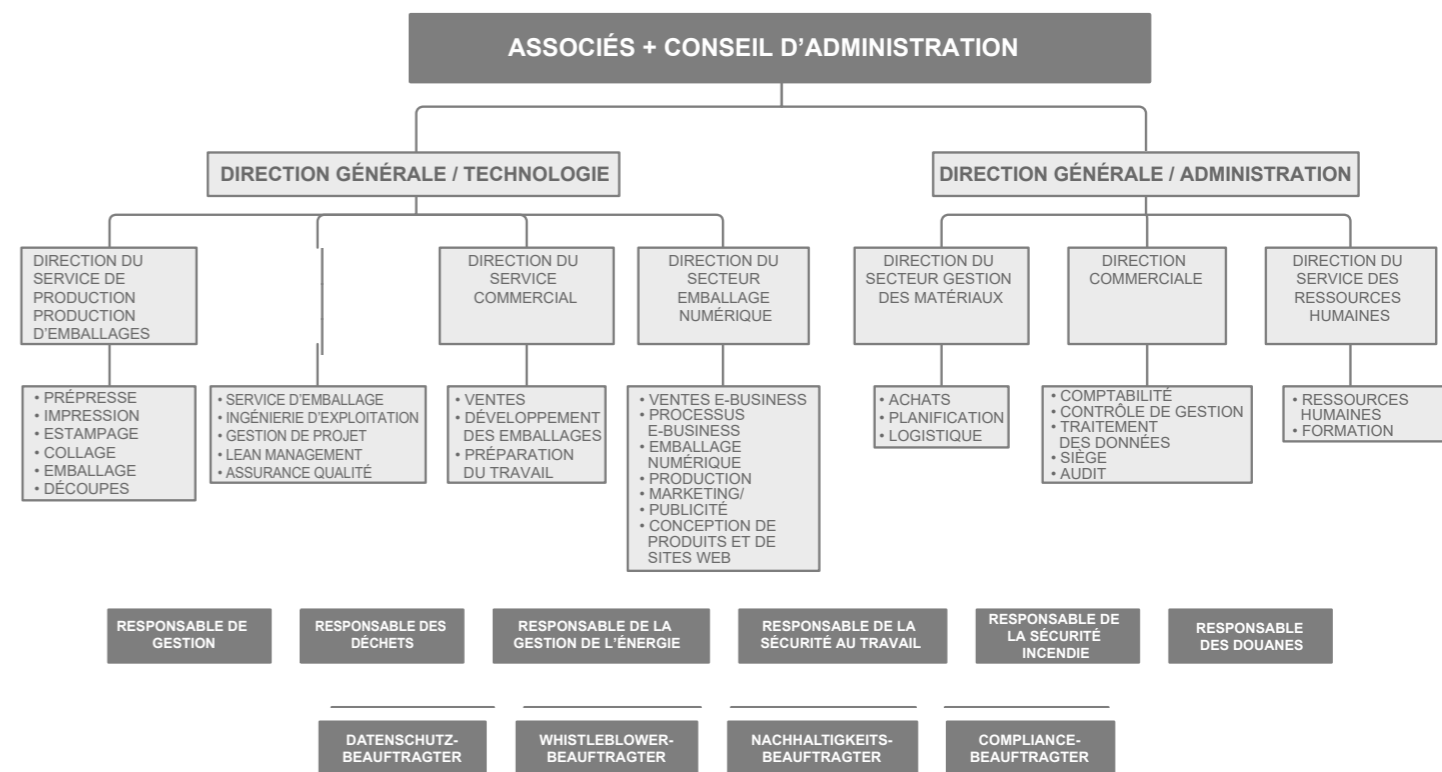 ASSOCIÉS + CONSEIL D’ADMINISTRATION
DIRECTION GÉNÉRALE / TECHNOLOGIE
DIRECTION GÉNÉRALE / ADMINISTRATION
DIRECTION DU
SERVICE DE
PRODUCTION
PRODUCTION
D’EMBALLAGES
DIRECTION DU
SERVICE
COMMERCIAL
DIRECTION DU
SECTEUR
EMBALLAGE
NUMÉRIQUE
DIRECTION DU
SECTEUR GESTION
DES MATÉRIAUX
DIRECTION
COMMERCIALE
DIRECTION DU
SERVICE DES
RESSOURCES
HUMAINES
• PRÉPRESSE
• IMPRESSION
• ESTAMPAGE
• COLLAGE
• EMBALLAGE
• DÉCOUPES
• SERVICE D’EMBALLAGE
• INGÉNIERIE D’EXPLOITATION
• GESTION DE PROJET
• LEAN MANAGEMENT
• ASSURANCE QUALITÉ
• VENTES
• DÉVELOPPEMENT
DES EMBALLAGES
• PRÉPARATION
DU TRAVAIL
• VENTES E-BUSINESS
• PROCESSUS
E-BUSINESS
• EMBALLAGE
NUMÉRIQUE
• PRODUCTION
• MARKETING/
• PUBLICITÉ
• CONCEPTION DE
PRODUITS ET DE
SITES WEB
• ACHATS
• PLANIFICATION
• LOGISTIQUE
• COMPTABILITÉ
• CONTRÔLE DE GESTION
• TRAITEMENT
DES DONNÉES
• SIÈGE
• AUDIT
• RESSOURCES
HUMAINES
• FORMATION
RESPONSABLE DE
GESTION
RESPONSABLE DES
DÉCHETS
RESPONSABLE DE LA
GESTION DE L’ÉNERGIE
RESPONSABLE DE LA
SÉCURITÉ AU TRAVAIL
RESPONSABLE DE
LA SÉCURITÉ
INCENDIE
RESPONSABLE
DES DOUANES
DATENSCHUTZ-
BEAUFTRAGTER
WHISTLEBLOWER-
BEAUFTRAGTER
NACHHALTIGKEITS-
BEAUFTRAGTER
COMPLIANCE-
BEAUFTRAGTER